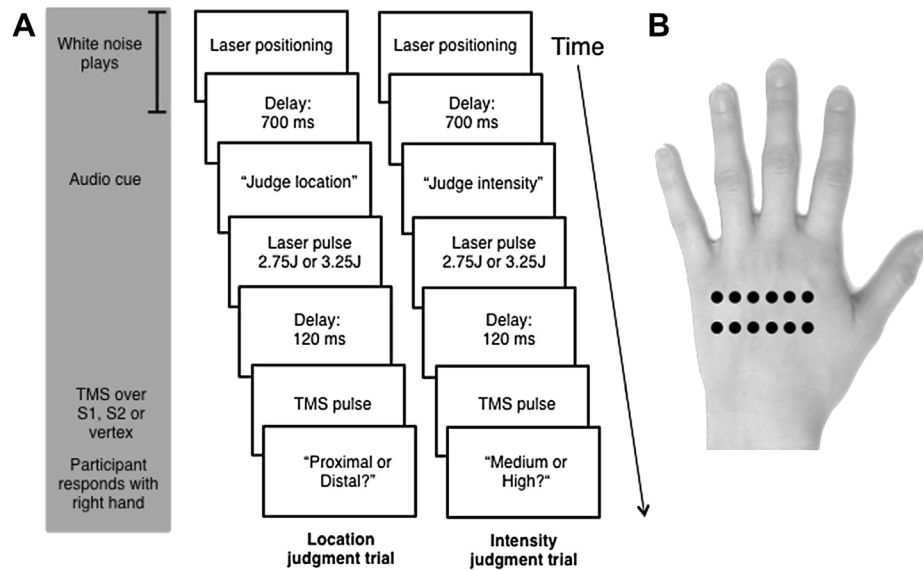 A
White noise
plays
Audio cue
TMS over
S1, S2 or
vertex
Participant
responds with
right hand
Laser positioning
Delay:
700 ms
“Judge location”
Laser pulse
2.75J or 3.25J
Delay:
120 ms
TMS pulse
“Proximal or
Distal?”
Location
judgment trial
Laser positioning
Delay:
700 ms
“Judge intensity”
Laser pulse
2.75J or 3.25J
Delay:
120 ms
TMS pulse
“Medium or
High?“
Intensity
judgment trial
Time
B